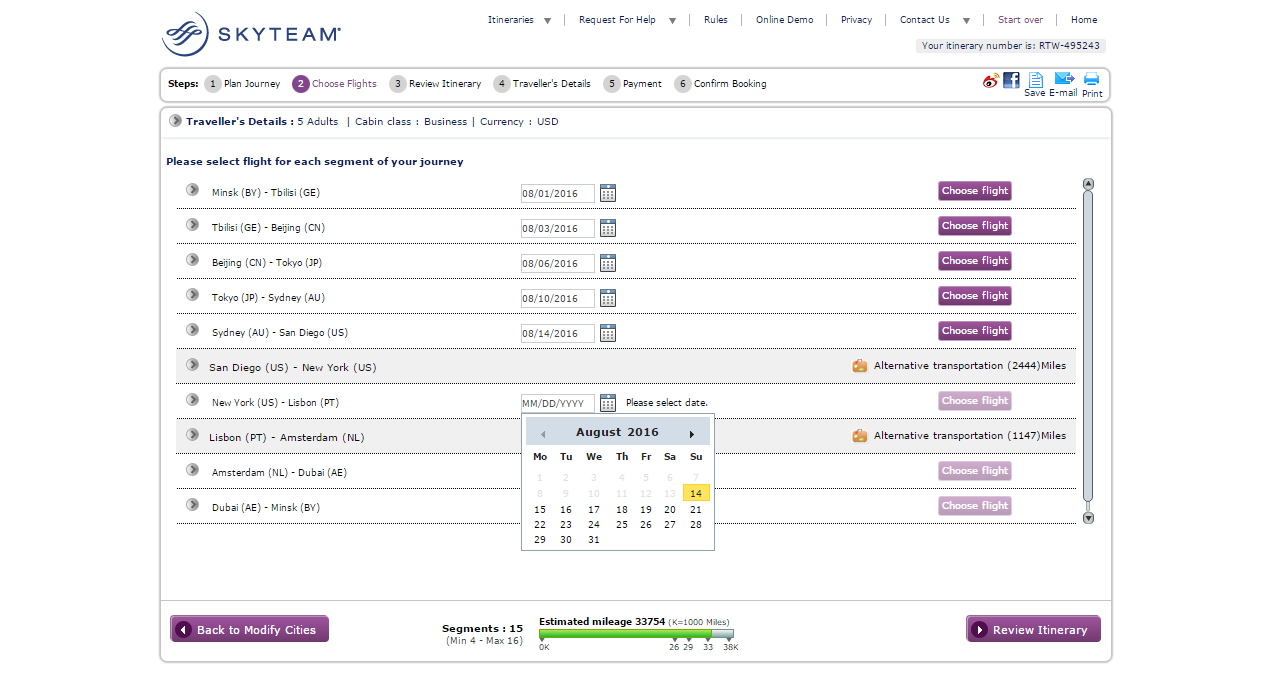 SKYTEAM
Itineraries Request For Help Rules Online Demo Privacy Contact Us Start over Home
Your itinerary number is: RTW-495243
Steps: 1 Plan Journey 2 Choose Flights 3 Review Itinerary 4 Traveller's Details 5 Payment 6 Confirm Booking
Save E-mail Print
Traveller's Details : 5 Adults | Cabin class : Business | Currency : USD
Please select flight for each segment of your journey
Minsk (BY) - Tbilisi (GE) 08/01/2016 Choose flight
Tbilisi (GE) - Beijing (CN) 08/03/2016 Choose flight
Beijing (CN) - Tokyo (JP) 08/06/2016 Choose flight
Tokyo (JP) - Sydney (AU) 08/10/2016 Choose flight
Sydney (AU) - San Diego (US) 08/14/2016 Choose flight
San Diego (US) - New York (US) Alternative transportation (2444)Miles
New York (US) - Lisbon (PT) MM/DD/YYYY Please select date. Choose flight
Lisbon (PT) - Amsterdam (NL) Alternative transportation (1147)Miles
Amsterdam (NL) - Dubai (AE) Choose flight
Dubai (AE) - Minsk (BY) Choose flight
August 2016
Mo Tu We Th Fr Sa Su
1 2 3 4 5 6 7
8 9 10 11 12 13 14
15 16 17 18 19 20 21
22 23 24 25 26 27 28
29 30 31
Back to Modify Cities
Segments : 15
(Min 4 - Max 16)
Estimated mileage 33754 (K=1000 Miles)
0K 26 29 33 38K
Review Itinerary